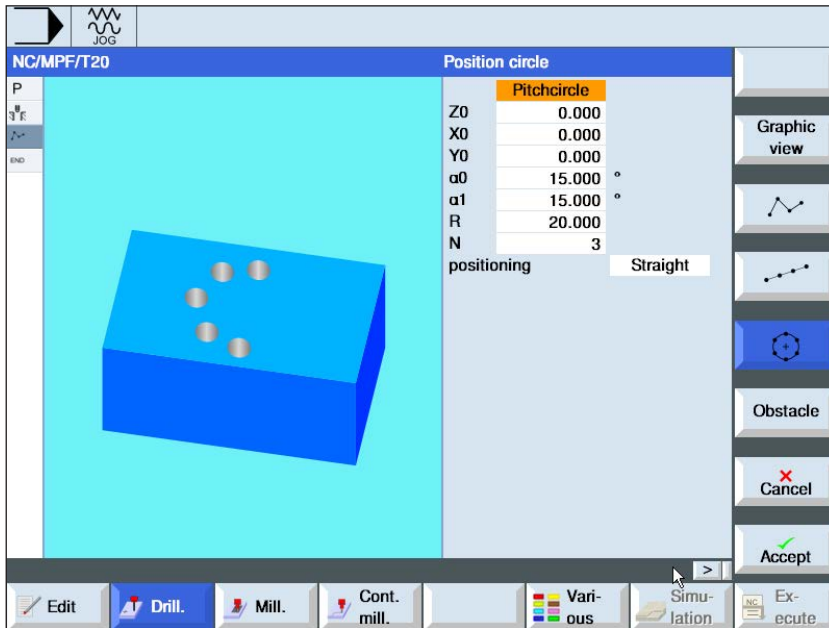 JOG
NC/MPF/T20
Position circle
P
END
Pitchcircle
Z0 0.000
X0 0.000
Y0 0.000
α0 15.000 °
α1 15.000 °
R 20.000
N 3
positioning Straight
Graphic
view
Obstacle
Cancel
Accept
>
Edit
Drill.
Mill.
Cont.
mill.
Vari-
ous
Simu-
lation
NC
Ex-
ecute